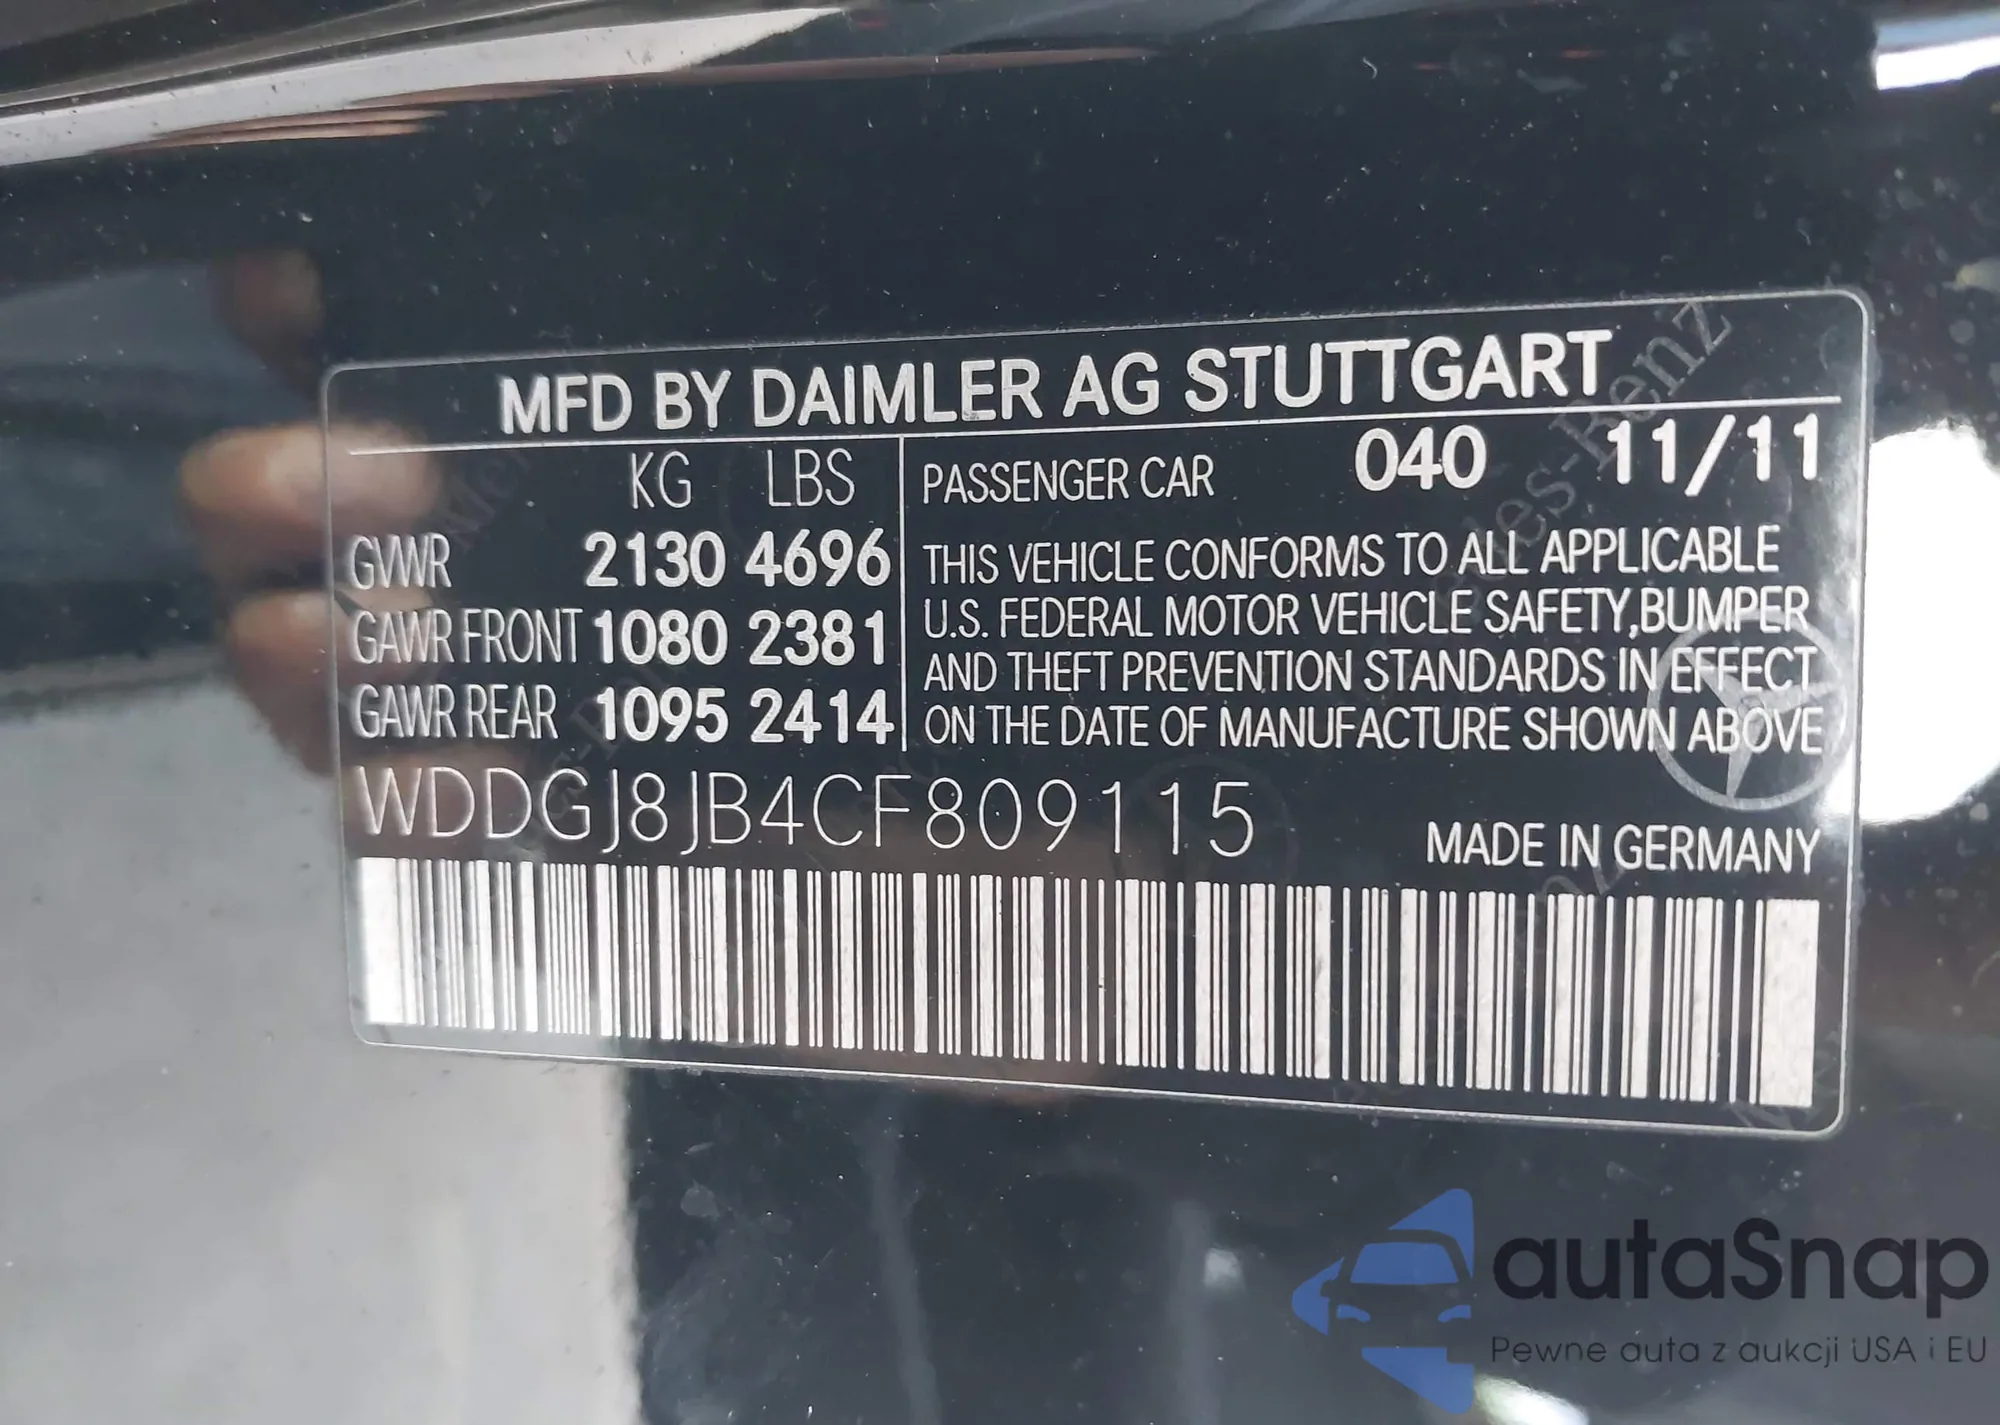 MFD BY DAIMLER AG STUTTGART
KG LBS
GVWR 2130 4696
GAWR FRONT 1080 2381
GAWR REAR 1095 2414
PASSENGER CAR 040 11/11
THIS VEHICLE CONFORMS TO ALL APPLICABLE
U.S. FEDERAL MOTOR VEHICLE SAFETY,BUMPER
AND THEFT PREVENTION STANDARDS IN EFFECT
ON THE DATE OF MANUFACTURE SHOWN ABOVE
WDDGJ8JB4CF809115
MADE IN GERMANY
autaSnap
Pewne auta z aukcji USA i EU